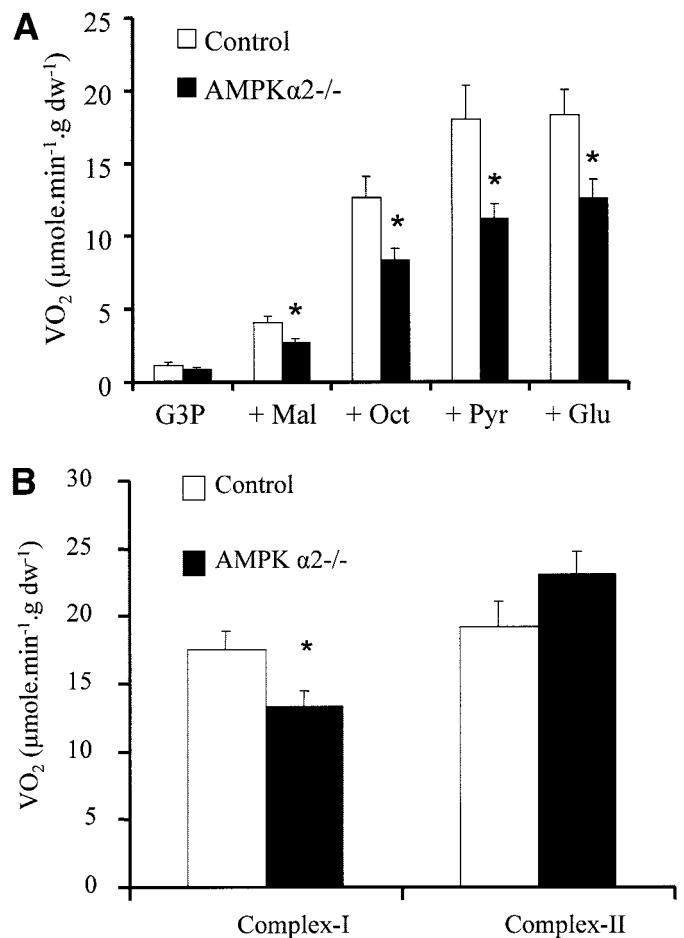 A
25
20
15
10
5
0
VO₂ (μmole.min⁻¹.g dw⁻¹)
Control
AMPKα2-/-
*
*
*
*
G3P + Mal + Oct + Pyr + Glu
B
30
25
20
15
10
5
0
VO₂ (μmole.min⁻¹.g dw⁻¹)
Control
AMPK α2-/-
*
Complex-I Complex-II